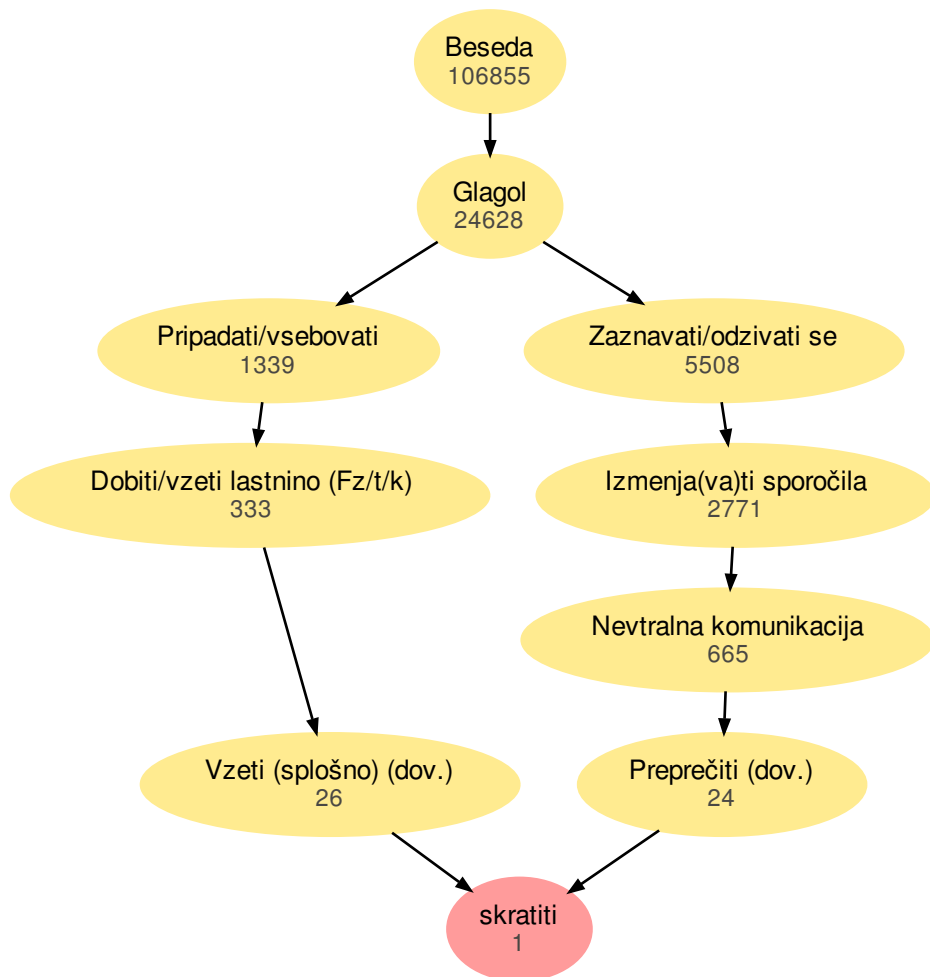 Beseda
106855
Glagol
24628
Pripadati/vsebovati
1339
Zaznavati/odzivati se
5508
Dobiti/vzeti lastnino (Fz/t/k)
333
Izmenja(va)ti sporočila
2771
Nevtralna komunikacija
665
Vzeti (splošno) (dov.)
26
Preprečiti (dov.)
24
skratiti
1